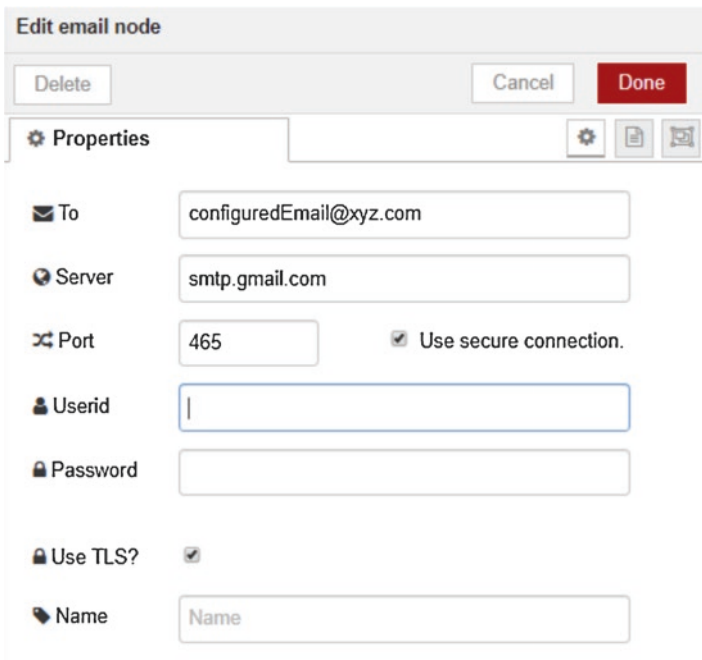 Edit email node
Delete Cancel Done
Properties
To configuredEmail@xyz.com
Server smtp.gmail.com
Port 465 Use secure connection.
Userid
Password
Use TLS?
Name Name